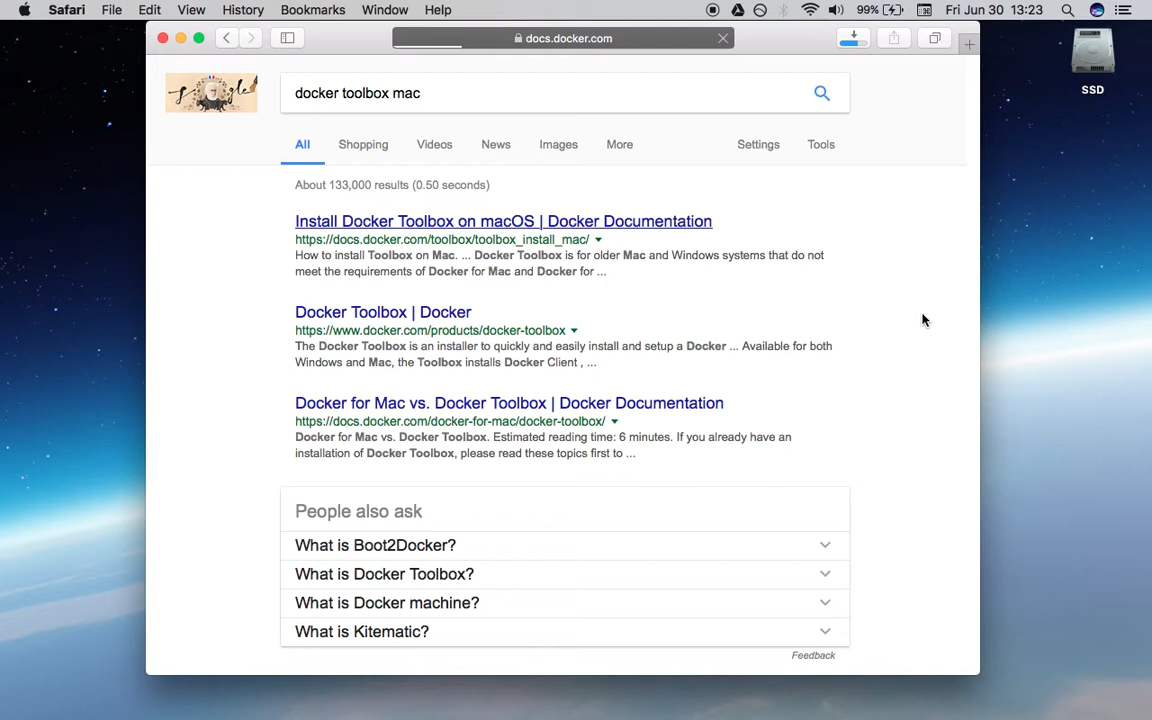 Safari File Edit View History Bookmarks Window Help 99% Fri Jun 30 13:23
docs.docker.com
SSD
docker toolbox mac
All Shopping Videos News Images More Settings Tools
About 133,000 results (0.50 seconds)
Install Docker Toolbox on macOS | Docker Documentation
https://docs.docker.com/toolbox/toolbox_install_mac/
How to install Toolbox on Mac. ... Docker Toolbox is for older Mac and Windows systems that do not
meet the requirements of Docker for Mac and Docker for ...
Docker Toolbox | Docker
https://www.docker.com/products/docker-toolbox
The Docker Toolbox is an installer to quickly and easily install and setup a Docker ... Available for both
Windows and Mac, the Toolbox installs Docker Client , ...
Docker for Mac vs. Docker Toolbox | Docker Documentation
https://docs.docker.com/docker-for-mac/docker-toolbox/
Docker for Mac vs. Docker Toolbox. Estimated reading time: 6 minutes. If you already have an
installation of Docker Toolbox, please read these topics first to ...
People also ask
What is Boot2Docker?
What is Docker Toolbox?
What is Docker machine?
What is Kitematic?
Feedback